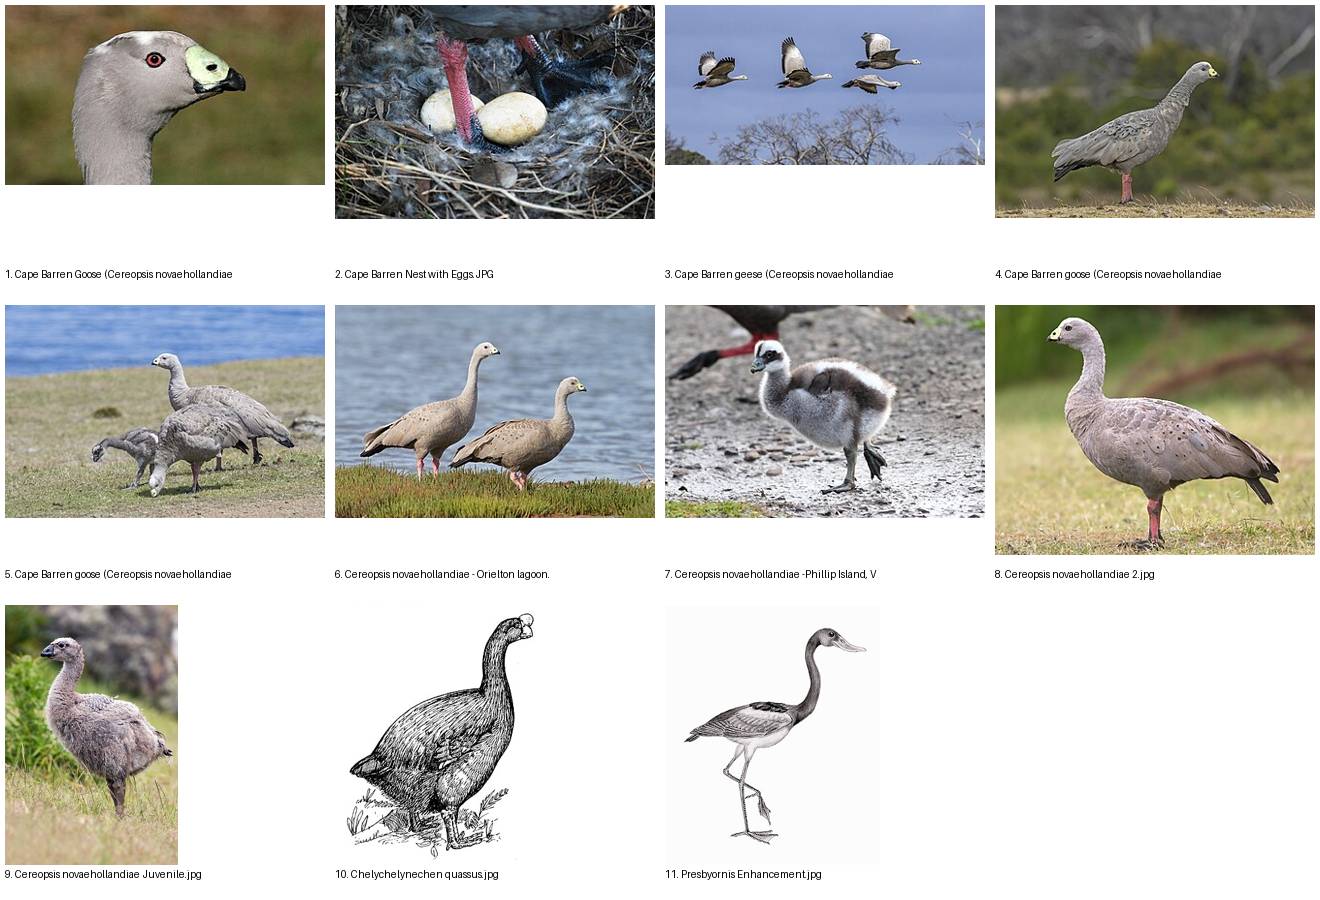 1. Cape Barren Goose (Cereopsis novaehollandiae
2. Cape Barren Nest with Eggs.JPG
3. Cape Barren geese (Cereopsis novaehollandiae
4. Cape Barren goose (Cereopsis novaehollandiae
5. Cape Barren goose (Cereopsis novaehollandiae
6. Cereopsis novaehollandiae - Orielton lagoon.
7. Cereopsis novaehollandiae -Phillip Island, V
8. Cereopsis novaehollandiae 2.jpg
9. Cereopsis novaehollandiae Juvenile.jpg
10. Chelychelynechen quassus.jpg
11. Presbyornis Enhancement.jpg